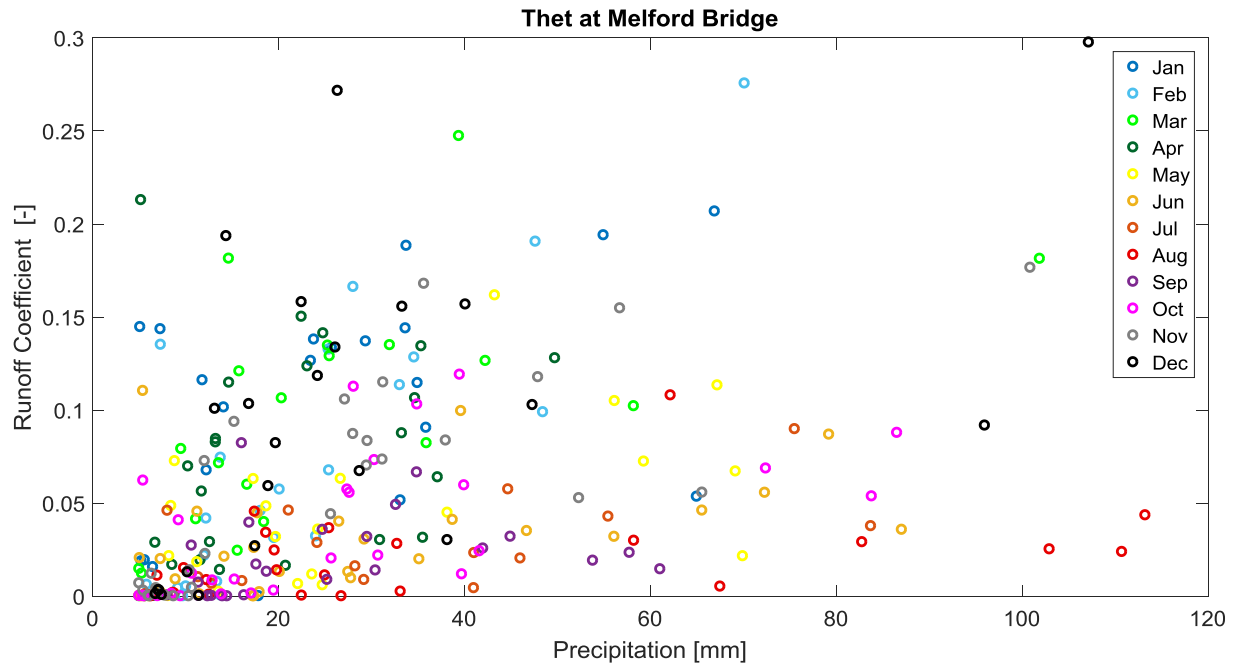 Thet at Melford Bridge
0.3
0.25
0.2
0.15
0.1
0.05
0
Runoff Coefficient [-]
0 20 40 60 80 100 120
Precipitation [mm]
Jan
Feb
Mar
Apr
May
Jun
Jul
Aug
Sep
Oct
Nov
Dec